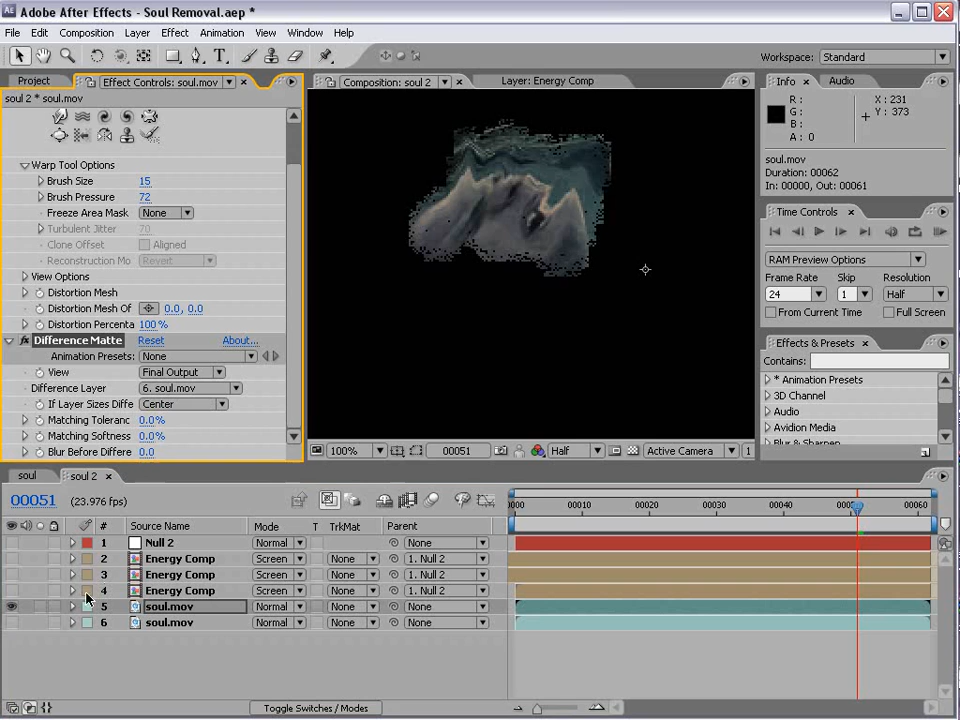 Adobe After Effects - Soul Removal.aep *
File Edit Composition Layer Effect Animation View Window Help
Workspace: Standard
Project Effect Controls: soul.mov
soul 2 * soul.mov
Warp Tool Options
Brush Size 15
Brush Pressure 72
Freeze Area Mask None
Turbulent Jitter 70
Clone Offset Aligned
Reconstruction Mo Revert
View Options
Distortion Mesh
Distortion Mesh Of 0.0, 0.0
Distortion Percenta 100%
fx Difference Matte Reset About...
Animation Presets: None
View Final Output
Difference Layer 6. soul.mov
If Layer Sizes Diffe Center
Matching Toleranc 0.0%
Matching Softness 0.0%
Blur Before Differe 0.0
Composition: soul 2 Layer: Energy Comp
100% 00051 Half Active Camera 1
Info Audio
R: X: 231
G: Y: 373
B:
A: 0
soul.mov
Duration: 00062
In: 00000, Out: 00061
Time Controls
RAM Preview Options
Frame Rate Skip Resolution
24 1 Half
From Current Time Full Screen
Effects & Presets
Contains:
* Animation Presets
3D Channel
Audio
Avidion Media
Blur & Sharpen
soul soul 2
00051 (23.976 fps)
0000 00010 00020 00030 00040 00060
# Source Name Mode T TrkMat Parent
1 Null 2 Normal None
2 Energy Comp Screen None 1. Null 2
3 Energy Comp Screen None 1. Null 2
4 Energy Comp Screen None 1. Null 2
5 soul.mov Normal None None
6 soul.mov Normal None None
Toggle Switches / Modes